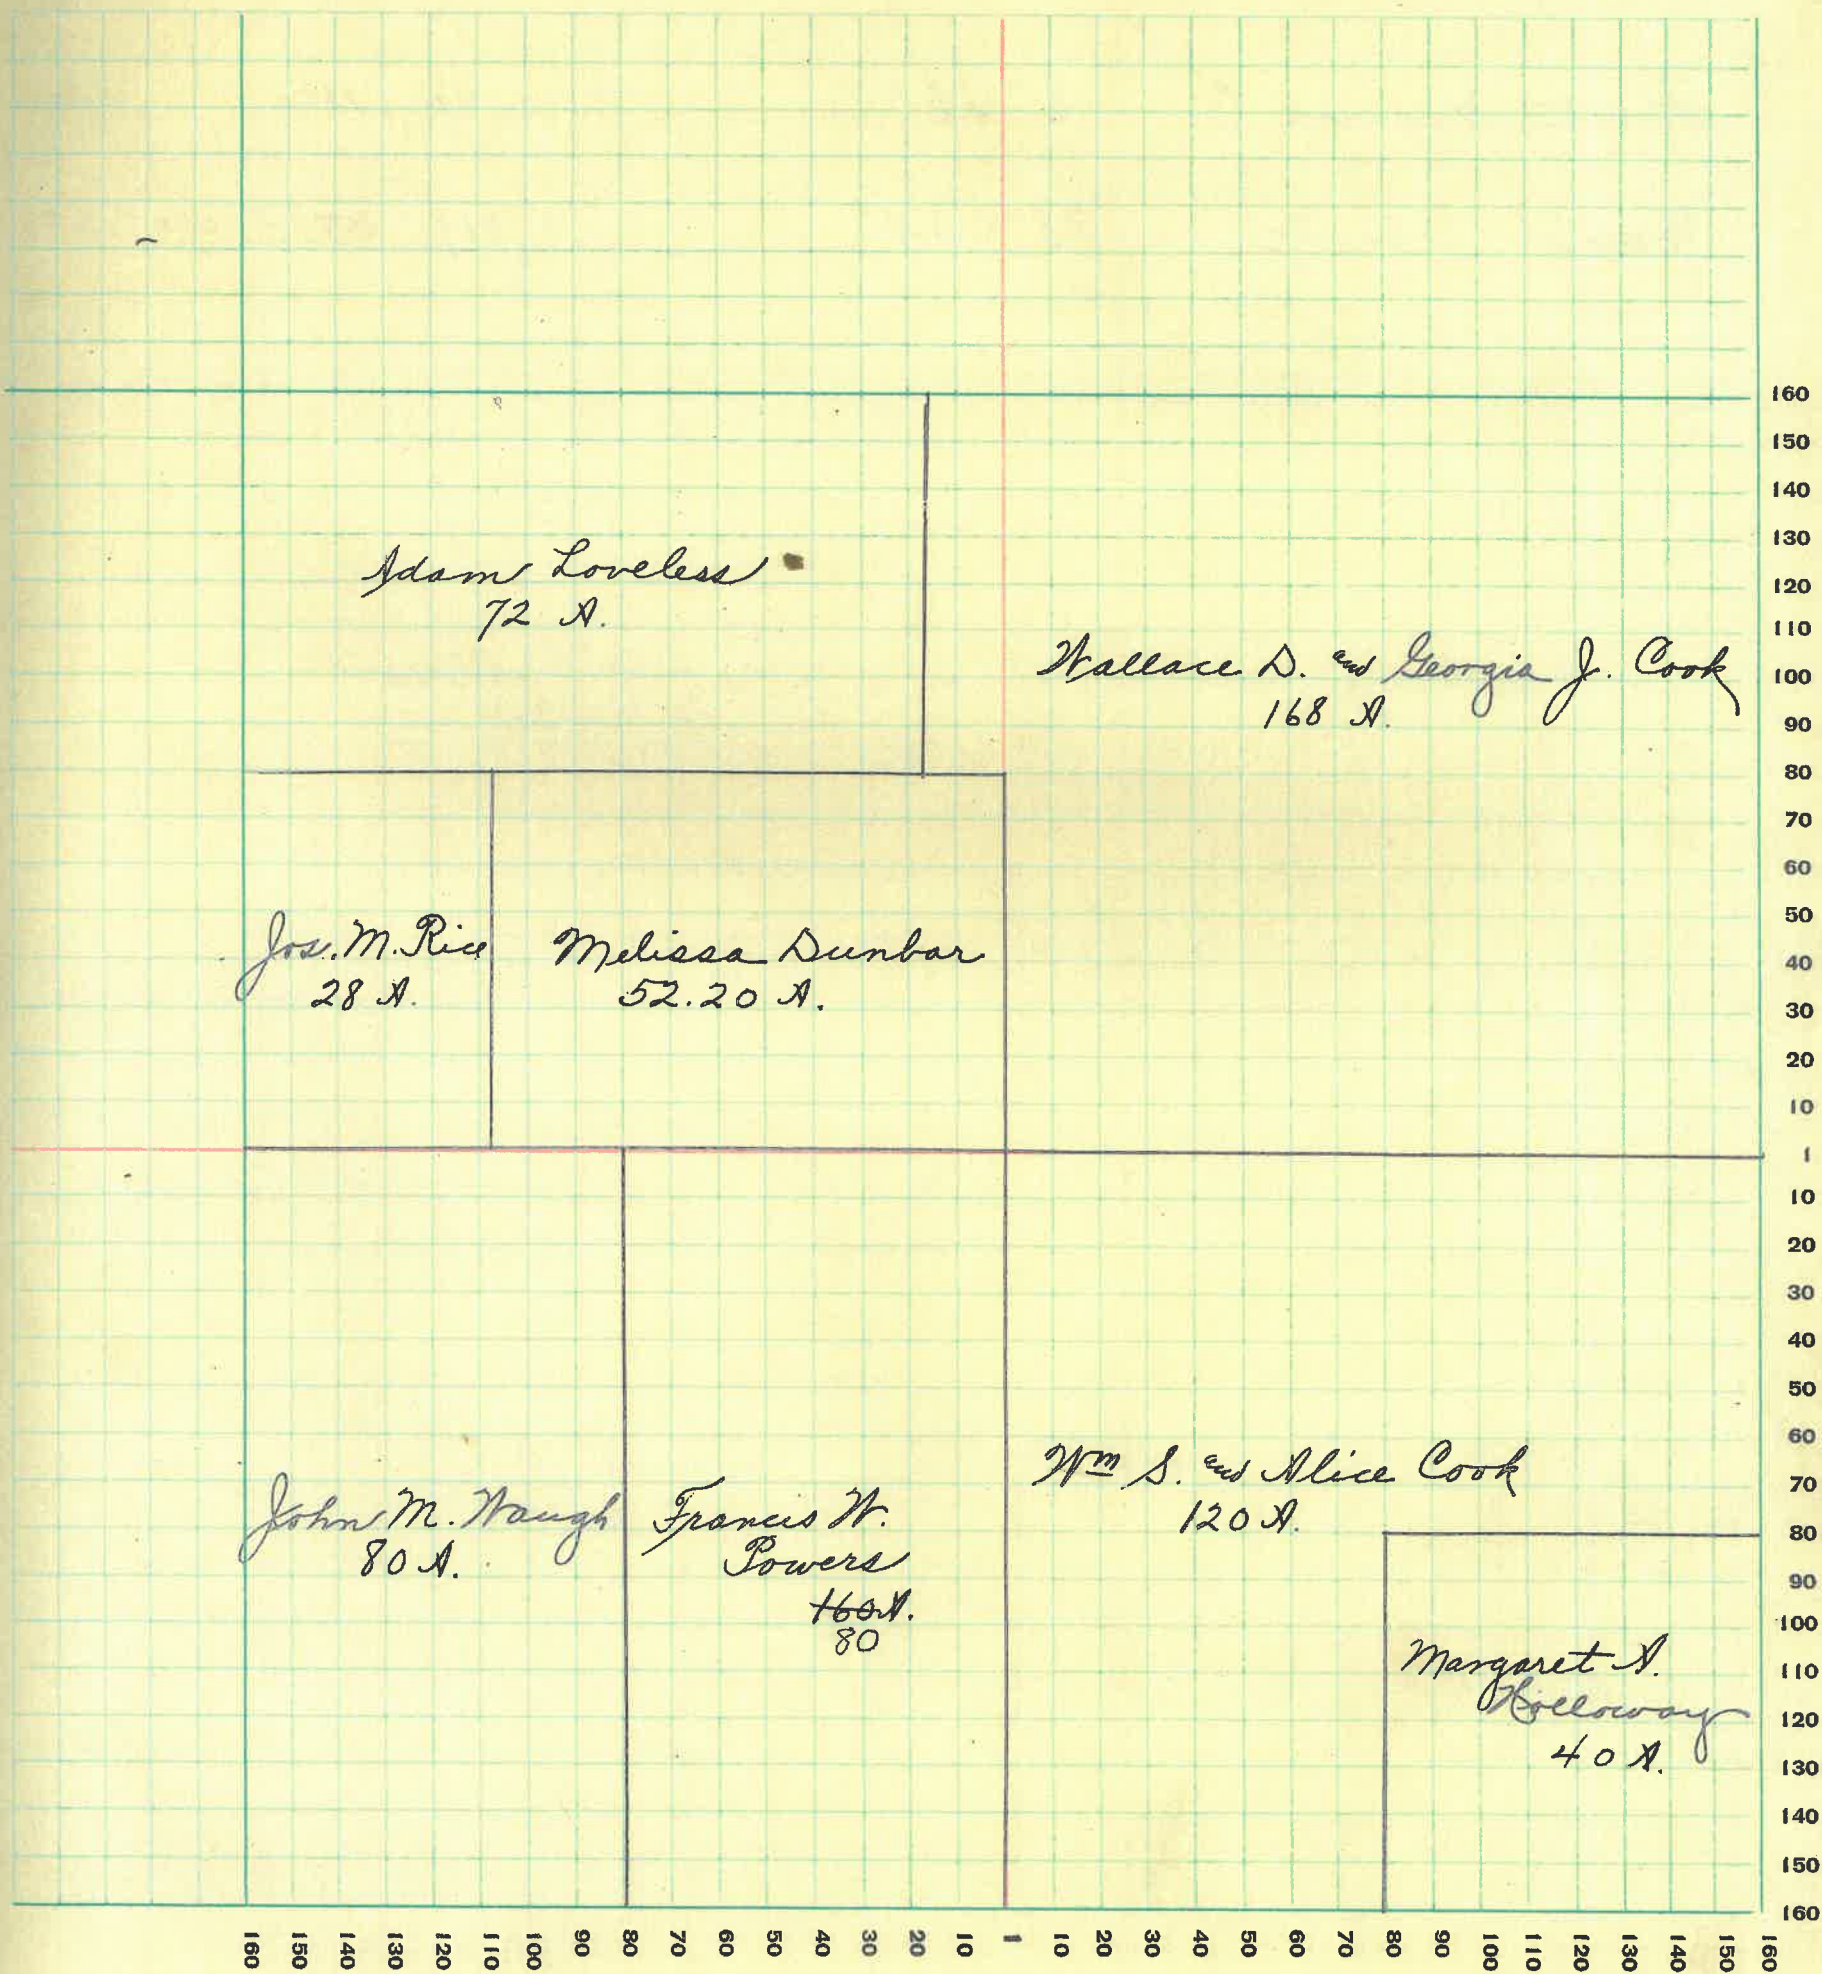 Adam Loveless
72 A.
Wallace D. and Georgia J. Cook
168 A.
Jos. M. Rice
28 A.
Melissa Dunbar
52.20 A.
John M. Waugh
80 A.
Francis W.
Powers
160 A.
80
Wm S. and Alice Cook
120 A.
Margaret A.
Holloway
40 A.
160
150
140
130
120
110
100
90
80
70
60
50
40
30
20
10
1
10
20
30
40
50
60
70
80
90
100
110
120
130
140
150
160
160 150 140 130 120 110 100 90 80 70 60 50 40 30 20 10 1 10 20 30 40 50 60 70 80 90 100 110 120 130 140 150 160